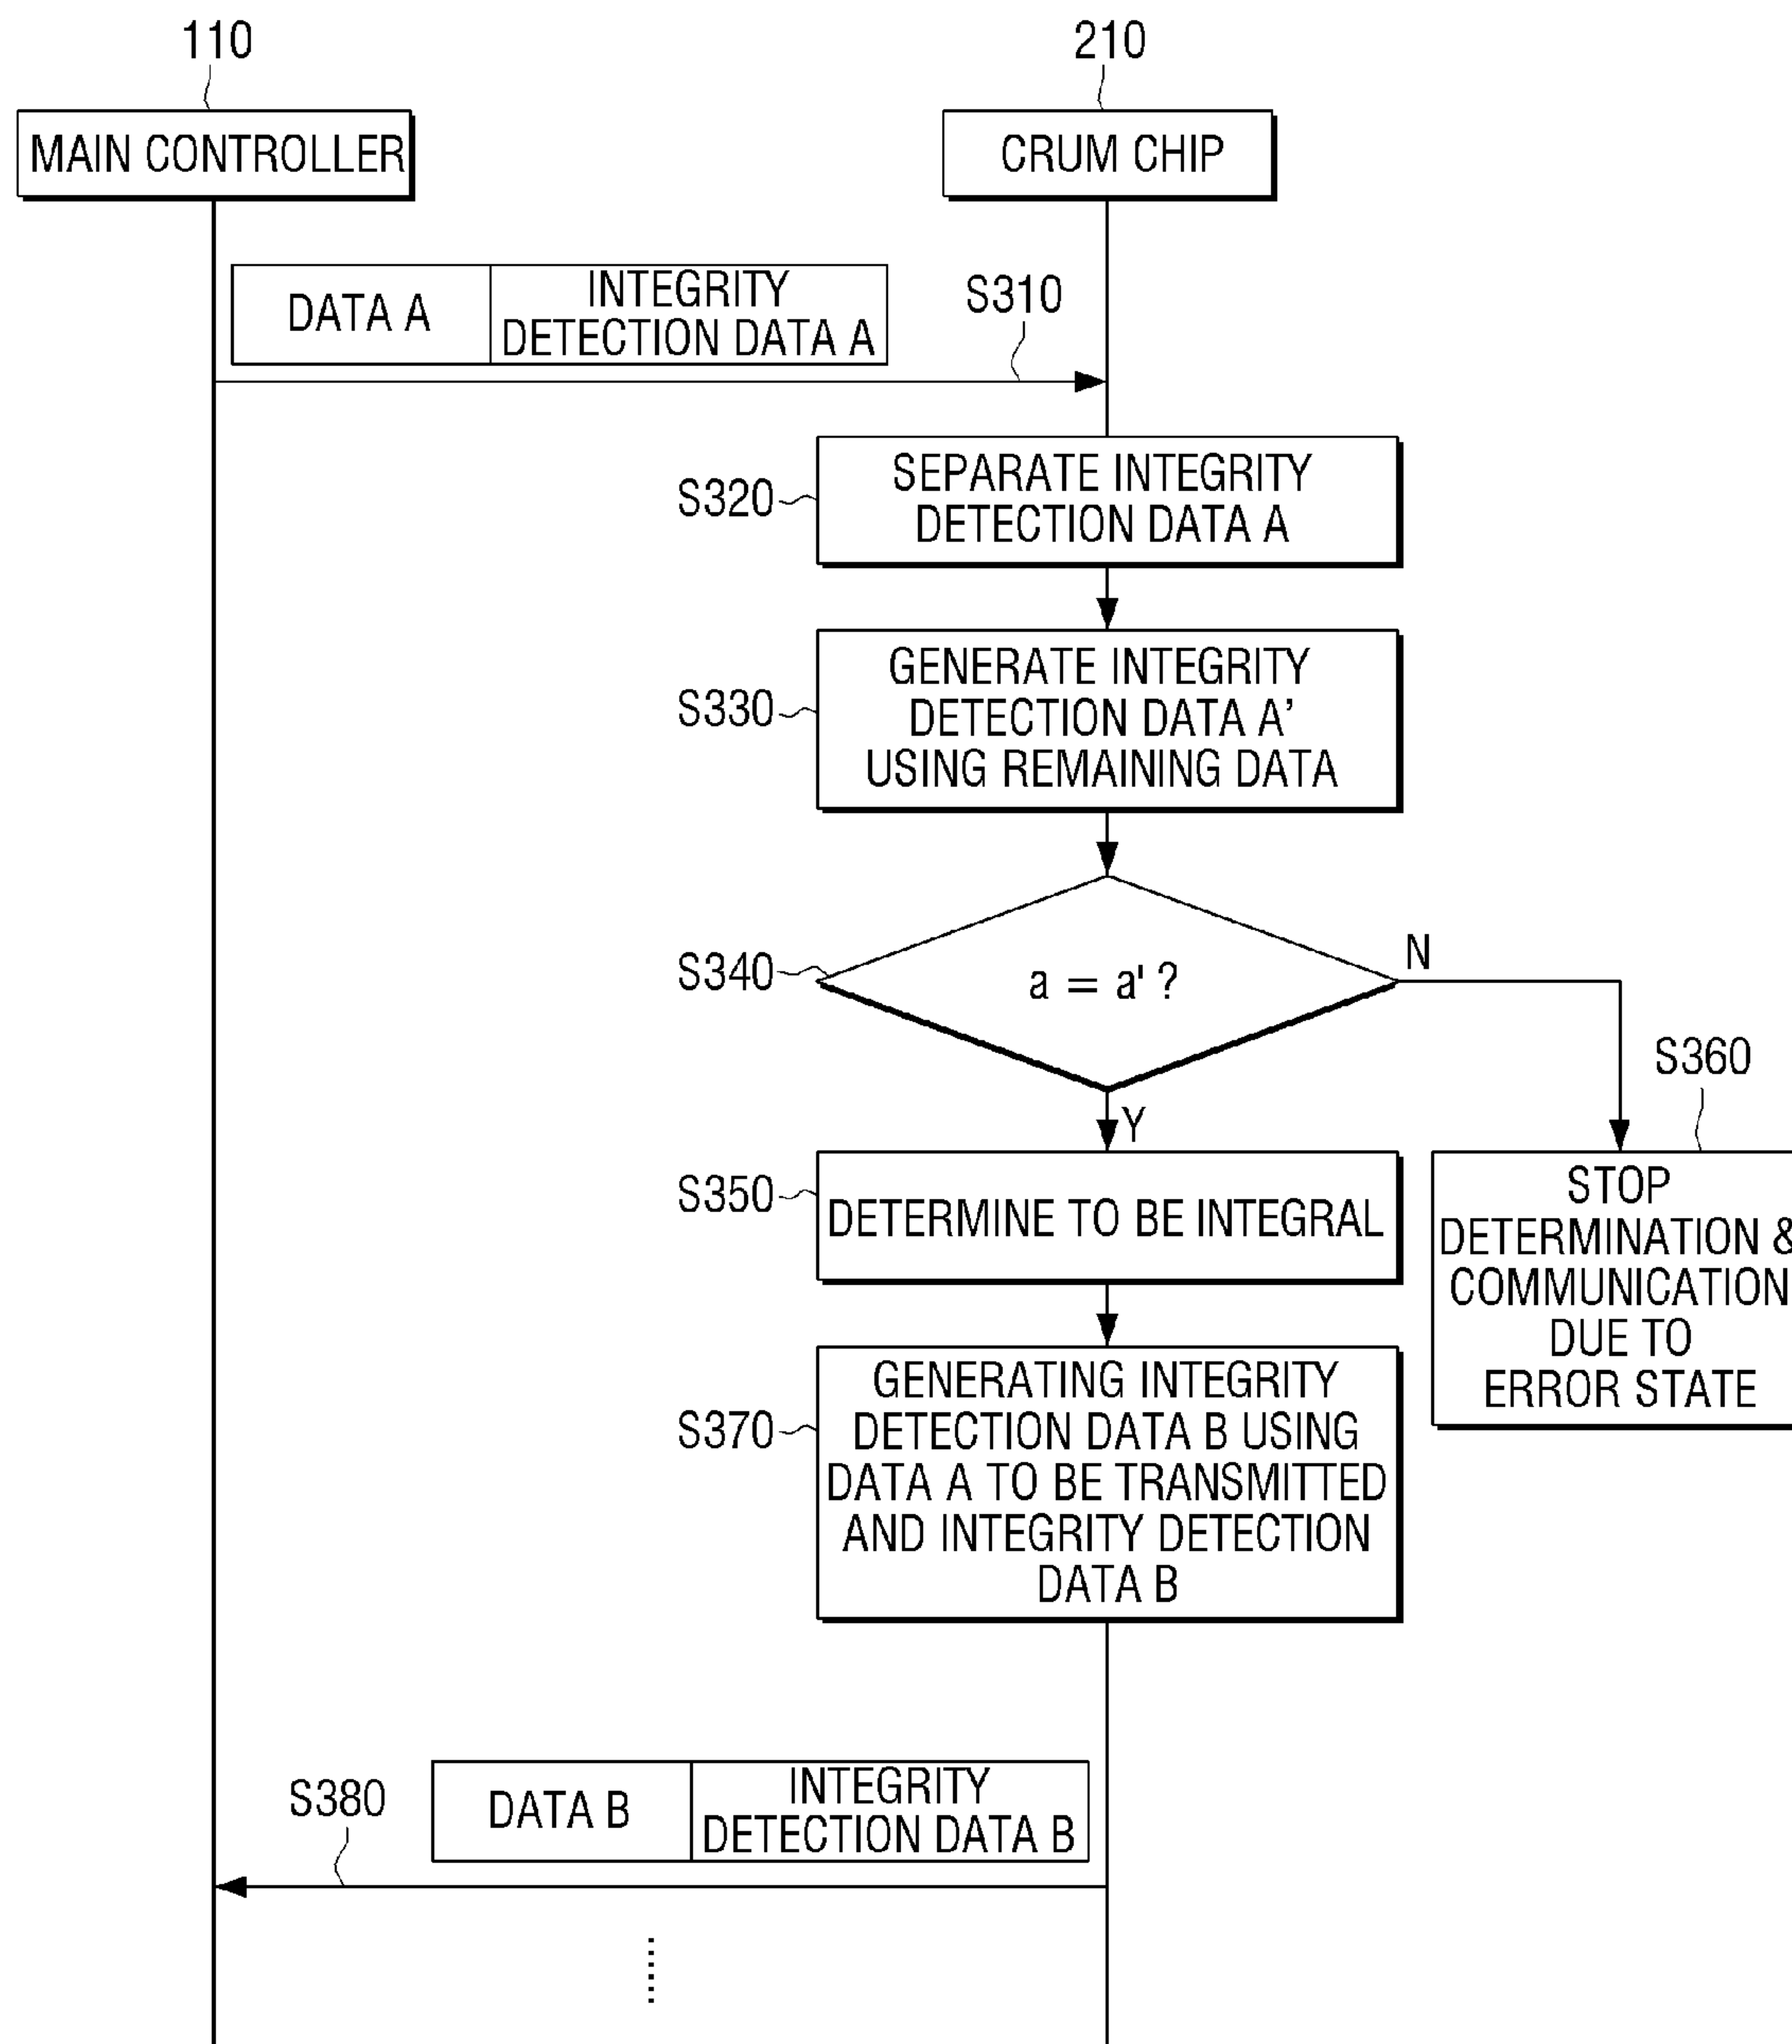 110
210
MAIN CONTROLLER
CRUM CHIP
DATA A
INTEGRITY
DETECTION DATA A
S310
S320
SEPARATE INTEGRITY
DETECTION DATA A
S330
GENERATE INTEGRITY
DETECTION DATA A'
USING REMAINING DATA
S340
a = a' ?
N
Y
S360
S350
DETERMINE TO BE INTEGRAL
STOP
DETERMINATION &
COMMUNICATION
DUE TO
ERROR STATE
S370
GENERATING INTEGRITY
DETECTION DATA B USING
DATA A TO BE TRANSMITTED
AND INTEGRITY DETECTION
DATA B
S380
DATA B
INTEGRITY
DETECTION DATA B